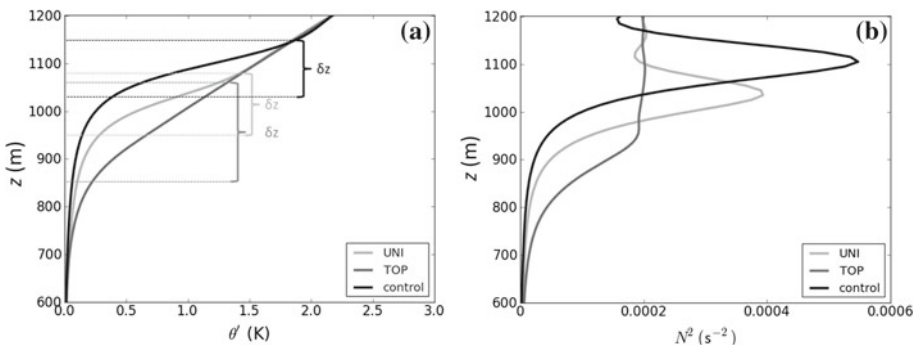 1200
1100
1000
900
800
700
600
z (m)
0.0 0.5 1.0 1.5 2.0 2.5 3.0
θ′ (K)
(a)
δz
δz
δz
UNI
TOP
control
1200
1100
1000
900
800
700
600
z (m)
0 0.0002 0.0004 0.0006
N² (s⁻²)
(b)
UNI
TOP
control